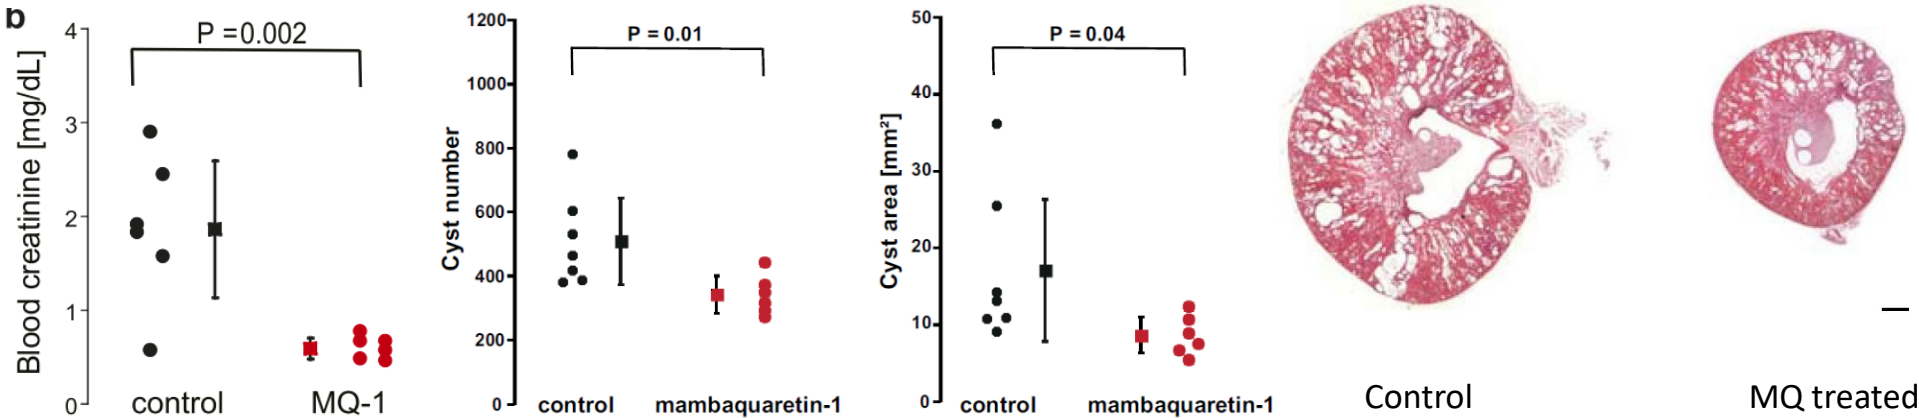 b
Blood creatinine [mg/dL]
4
3
2
1
0
P =0.002
control
MQ-1
Cyst number
1200
1000
800
600
400
200
0
P = 0.01
control
mambaquaretin-1
Cyst area [mm²]
50
40
30
20
10
0
P = 0.04
control
mambaquaretin-1
Control
MQ treated